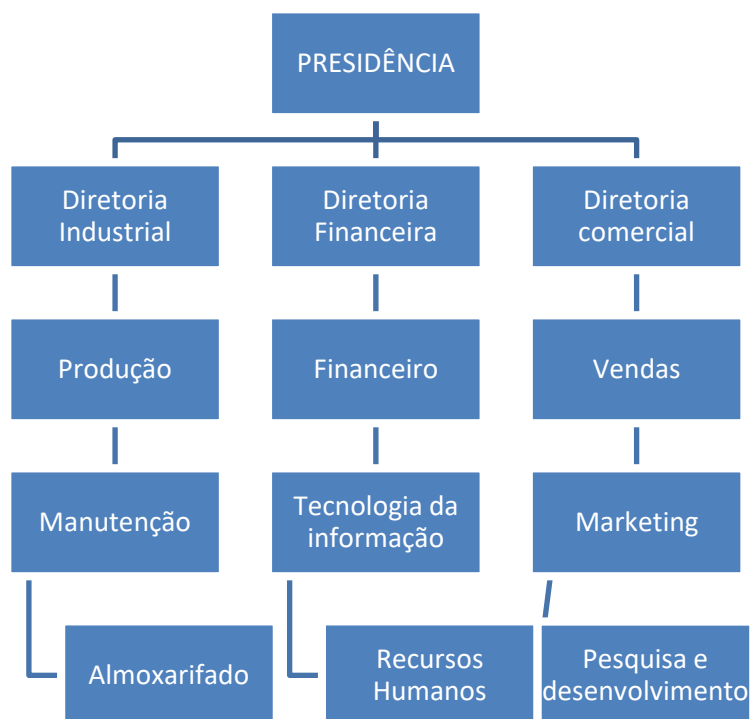 PRESIDÊNCIA
Diretoria
Industrial
Diretoria
Financeira
Diretoria
comercial
Produção
Financeiro
Vendas
Manutenção
Tecnologia da
informação
Marketing
Almoxarifado
Recursos
Humanos
Pesquisa e
desenvolvimento